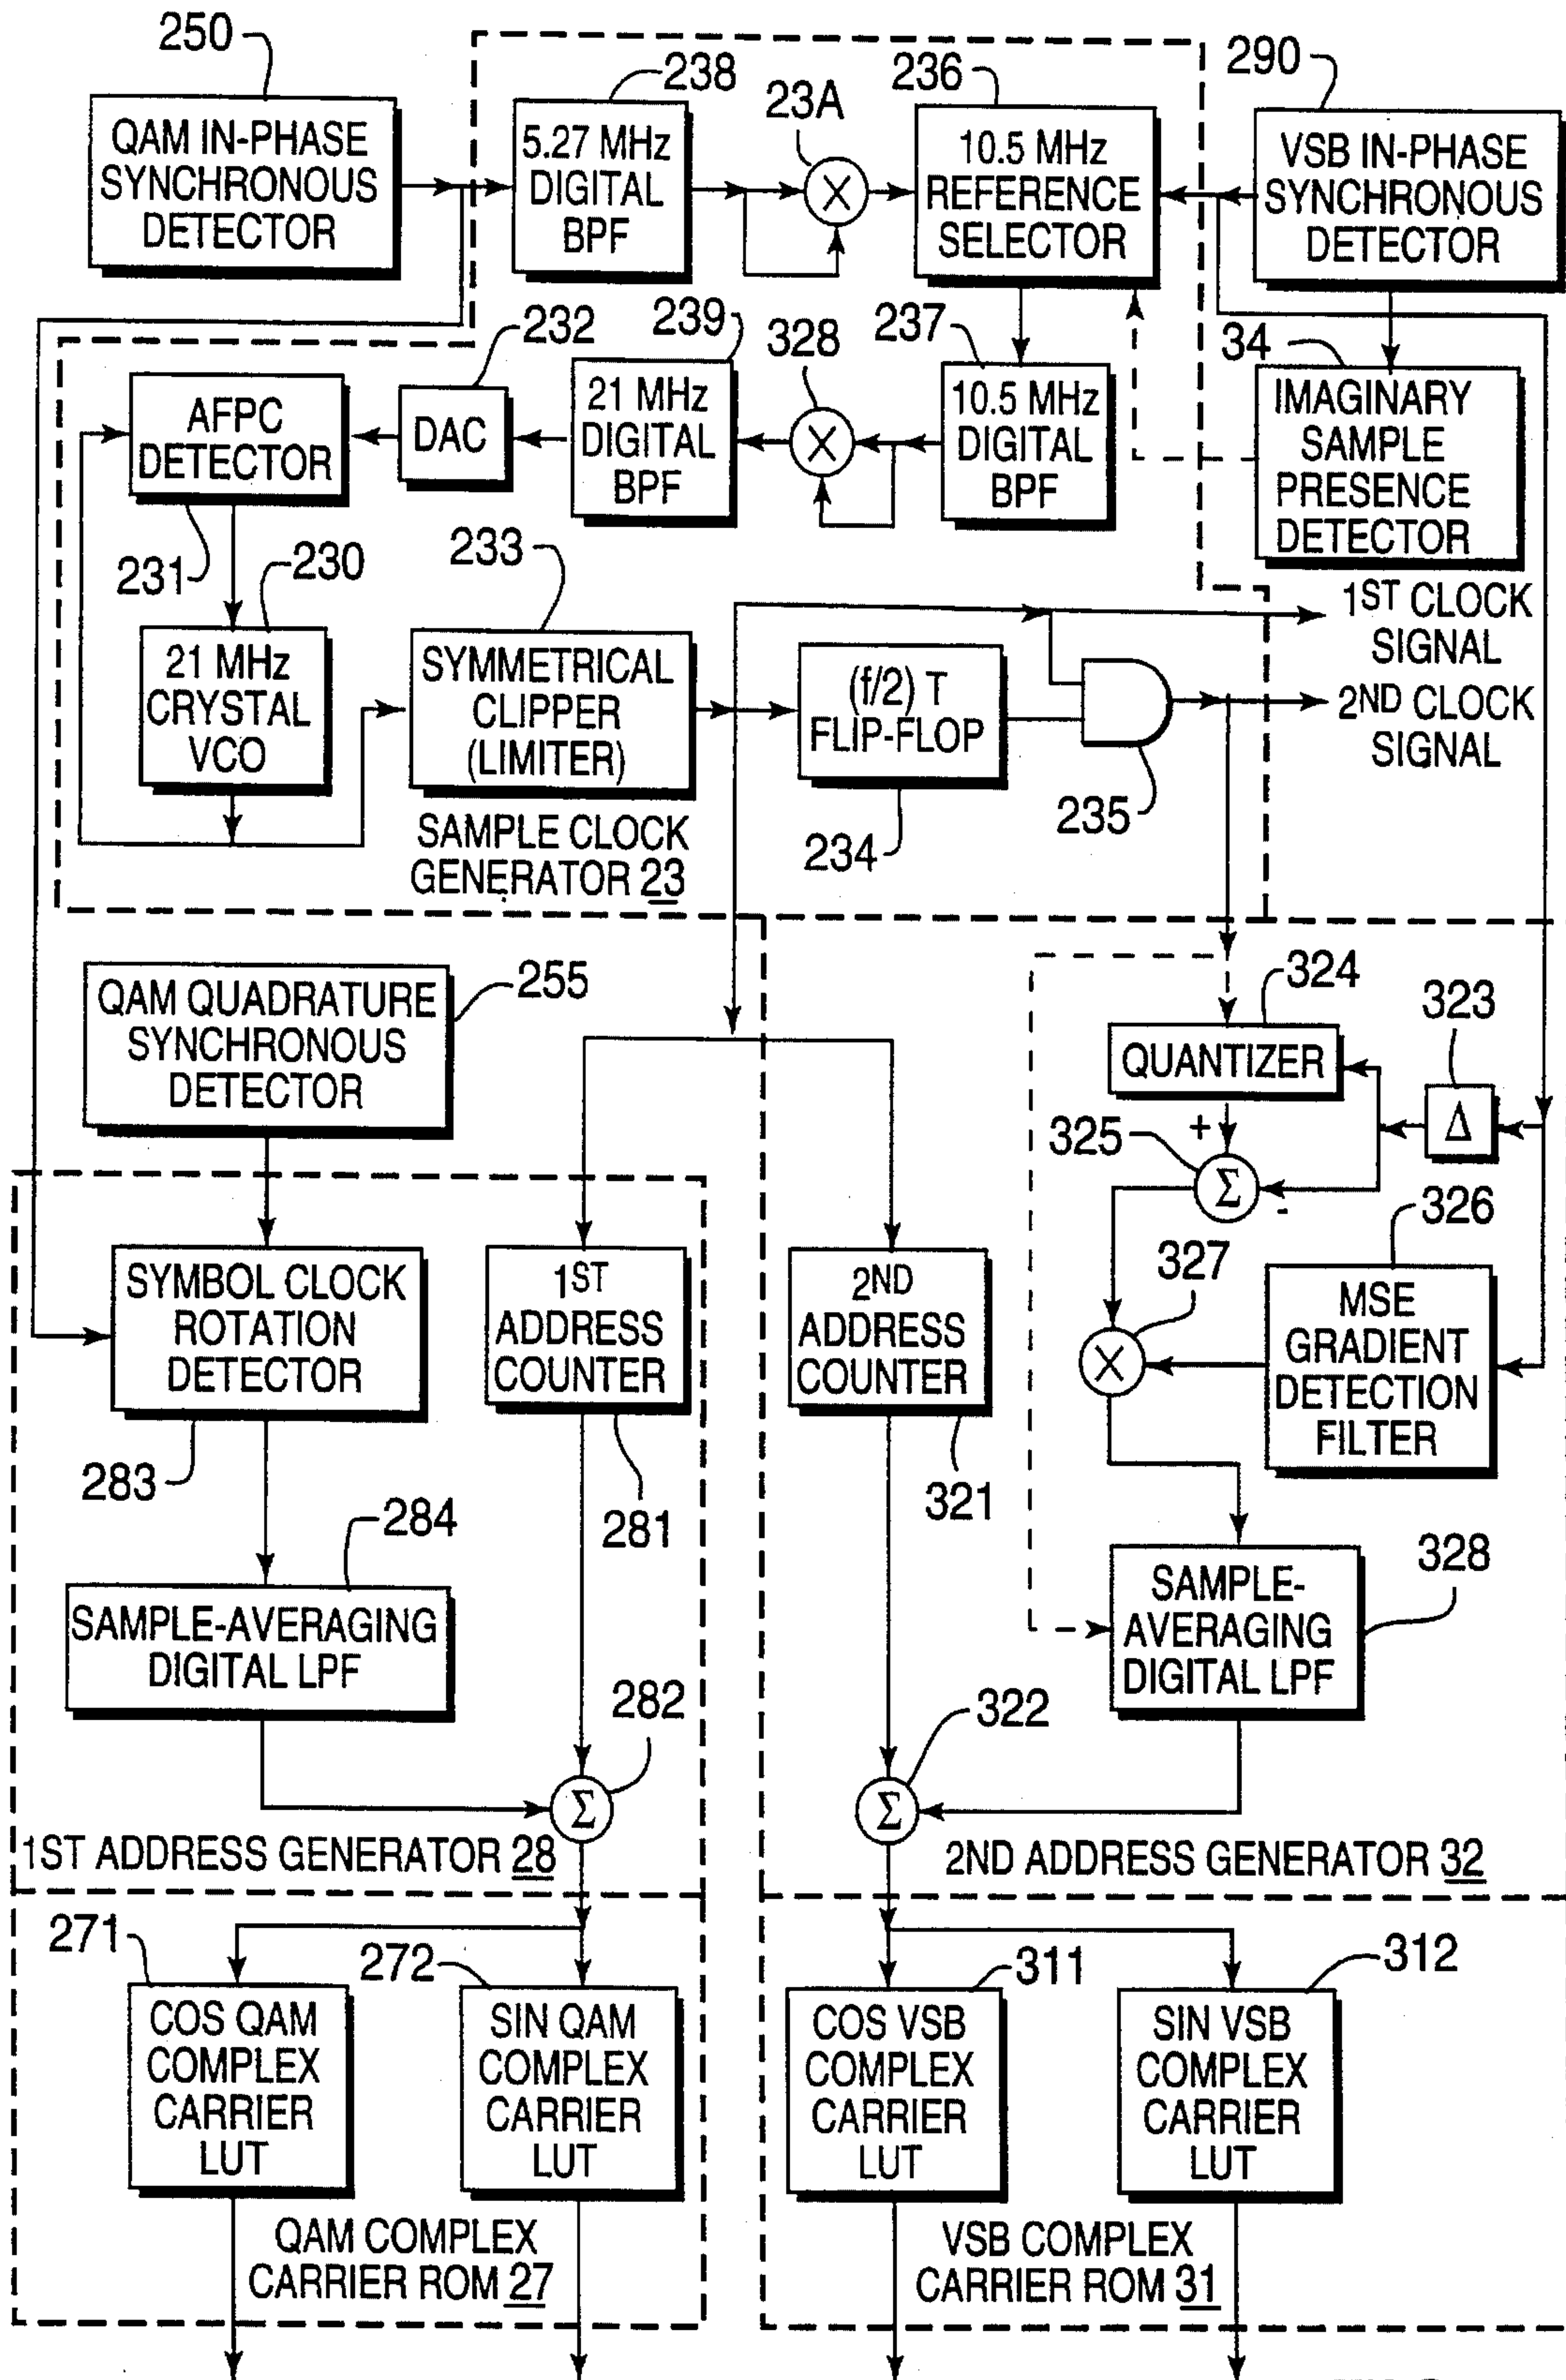 250
238
23A
236
290
QAM IN-PHASE
SYNCHRONOUS
DETECTOR
5.27 MHz
DIGITAL
BPF
X
10.5 MHz
REFERENCE
SELECTOR
VSB IN-PHASE
SYNCHRONOUS
DETECTOR
232
239
328
237
34
AFPC
DETECTOR
DAC
21 MHz
DIGITAL
BPF
X
10.5 MHz
DIGITAL
BPF
IMAGINARY
SAMPLE
PRESENCE
DETECTOR
231
230
233
1ST CLOCK
SIGNAL
21 MHz
CRYSTAL
VCO
SYMMETRICAL
CLIPPER
(LIMITER)
(f/2) T
FLIP-FLOP
2ND CLOCK
SIGNAL
234
235
SAMPLE CLOCK
GENERATOR 23
255
324
323
QAM QUADRATURE
SYNCHRONOUS
DETECTOR
QUANTIZER
Δ
+
325
Σ
-
326
327
SYMBOL CLOCK
ROTATION
DETECTOR
1ST
ADDRESS
COUNTER
2ND
ADDRESS
COUNTER
X
MSE
GRADIENT
DETECTION
FILTER
283
281
321
284
328
SAMPLE-AVERAGING
DIGITAL LPF
SAMPLE-
AVERAGING
DIGITAL LPF
282
322
Σ
Σ
1ST ADDRESS GENERATOR 28
2ND ADDRESS GENERATOR 32
271
272
311
312
COS QAM
COMPLEX
CARRIER
LUT
SIN QAM
COMPLEX
CARRIER
LUT
COS VSB
COMPLEX
CARRIER
LUT
SIN VSB
COMPLEX
CARRIER
LUT
QAM COMPLEX
CARRIER ROM 27
VSB COMPLEX
CARRIER ROM 31